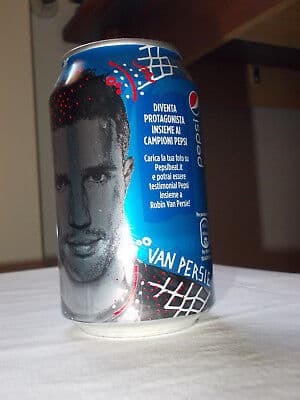 DIVENTA
PROTAGONISTA
INSIEME AI
CAMPIONI PEPSI
Carica la tua foto su
Pepsibeat.it
e potrai essere
testimonial Pepsi
insieme a
Robin Van Persie!
pepsi
VAN PERSIE